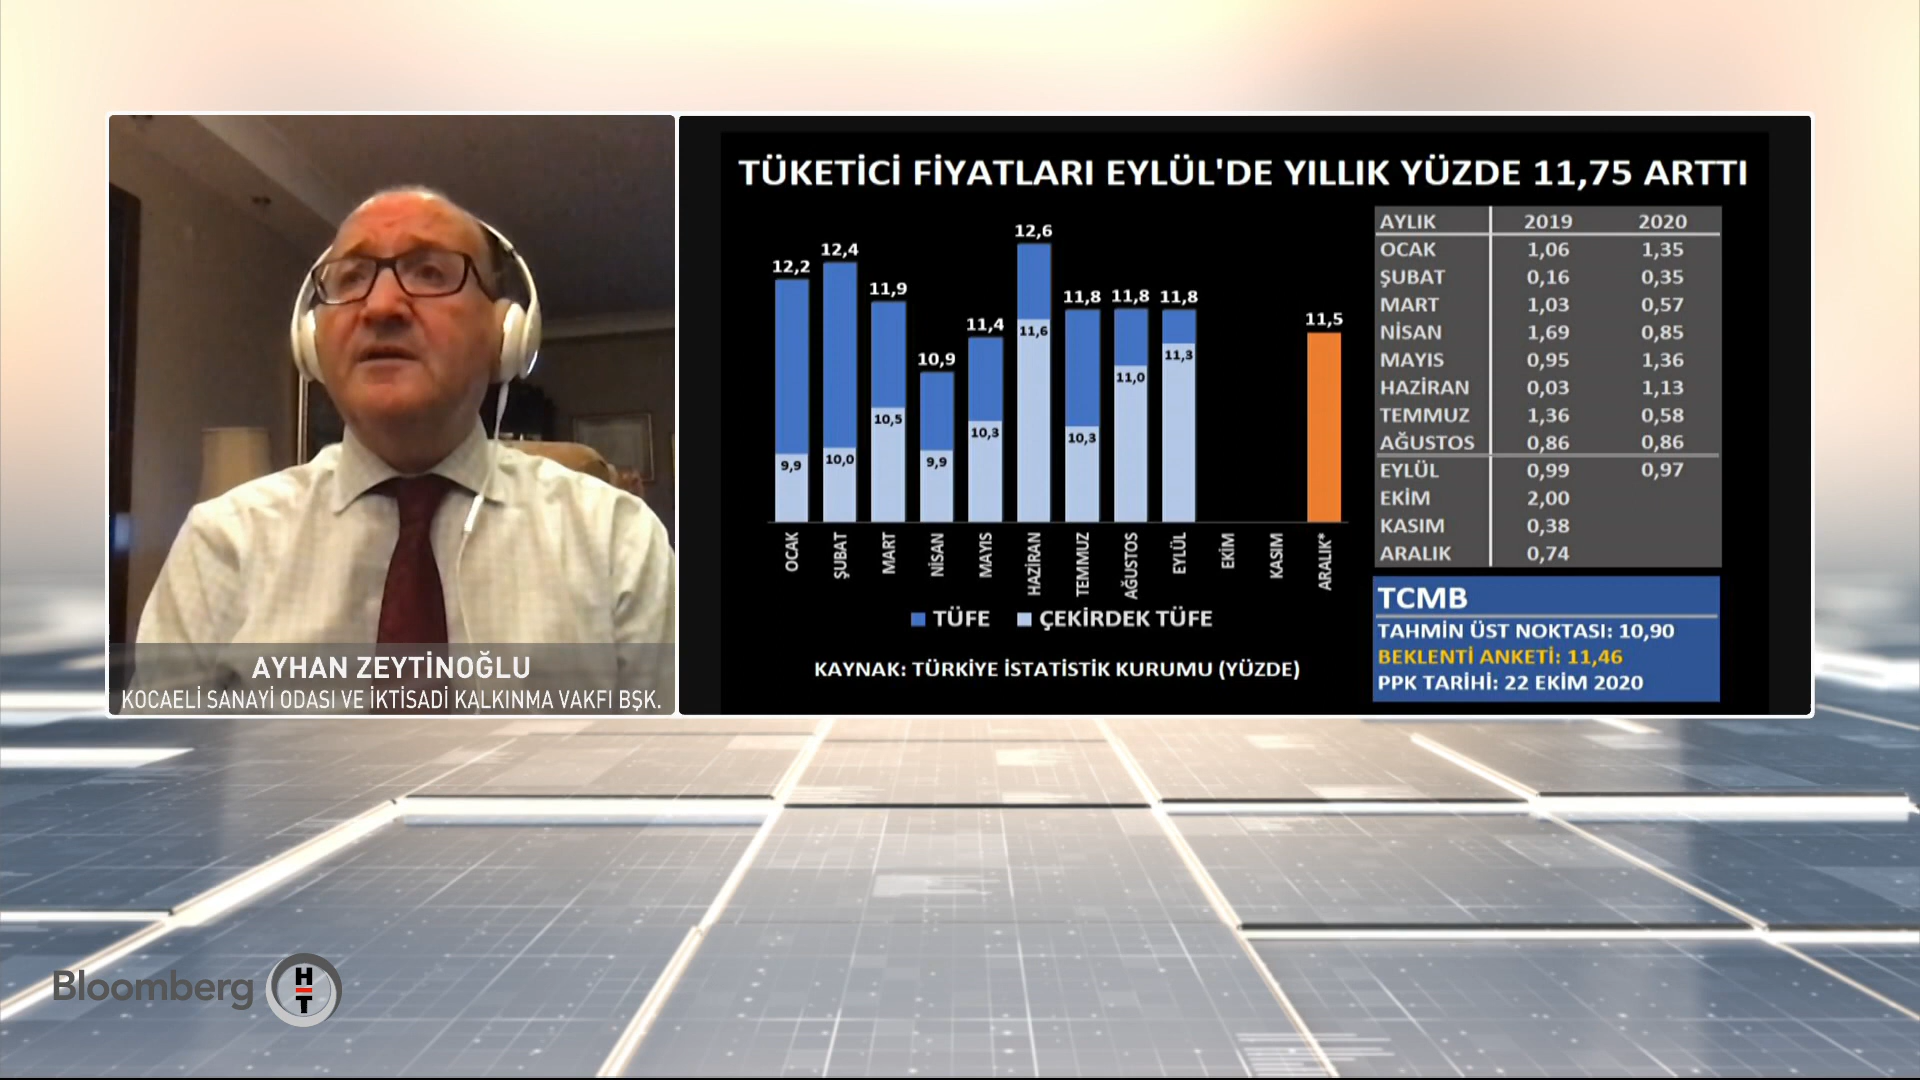 TÜKETİCİ FİYATLARI EYLÜL'DE YILLIK YÜZDE 11,75 ARTTI
12,2
12,4
11,9
10,9
11,4
12,6
11,8
11,8
11,8
11,5
9,9
10,0
10,5
9,9
10,3
11,6
10,3
11,0
11,3
OCAK
ŞUBAT
MART
NİSAN
MAYIS
HAZİRAN
TEMMUZ
AĞUSTOS
EYLÜL
EKİM
KASIM
ARALIK*
TÜFE ÇEKİRDEK TÜFE
KAYNAK: TÜRKİYE İSTATİSTİK KURUMU (YÜZDE)
AYLIK 2019 2020
OCAK 1,06 1,35
ŞUBAT 0,16 0,35
MART 1,03 0,57
NİSAN 1,69 0,85
MAYIS 0,95 1,36
HAZİRAN 0,03 1,13
TEMMUZ 1,36 0,58
AĞUSTOS 0,86 0,86
EYLÜL 0,99 0,97
EKİM 2,00
KASIM 0,38
ARALIK 0,74
TCMB
TAHMİN ÜST NOKTASI: 10,90
BEKLENTİ ANKETİ: 11,46
PPK TARİHİ: 22 EKİM 2020
AYHAN ZEYTİNOĞLU
KOCAELİ SANAYİ ODASI VE İKTİSADİ KALKINMA VAKFI BŞK.
Bloomberg HT